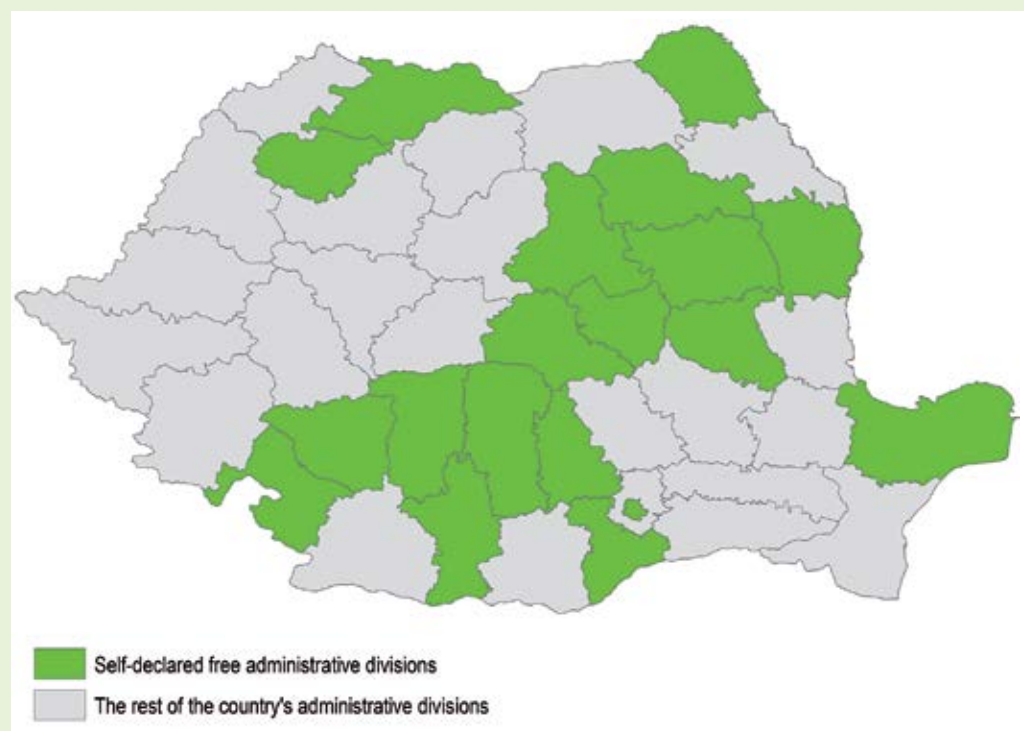 Self-declared free administrative divisions
The rest of the country's administrative divisions